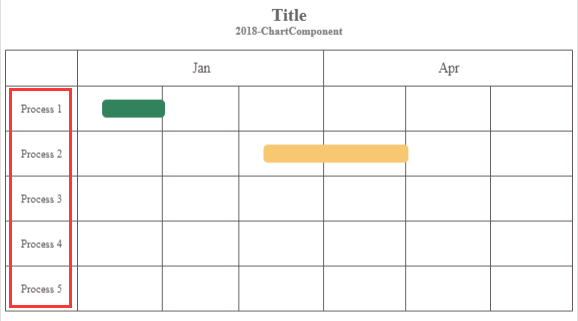 Title
2018-ChartComponent
Jan Apr
Process 1
Process 2
Process 3
Process 4
Process 5